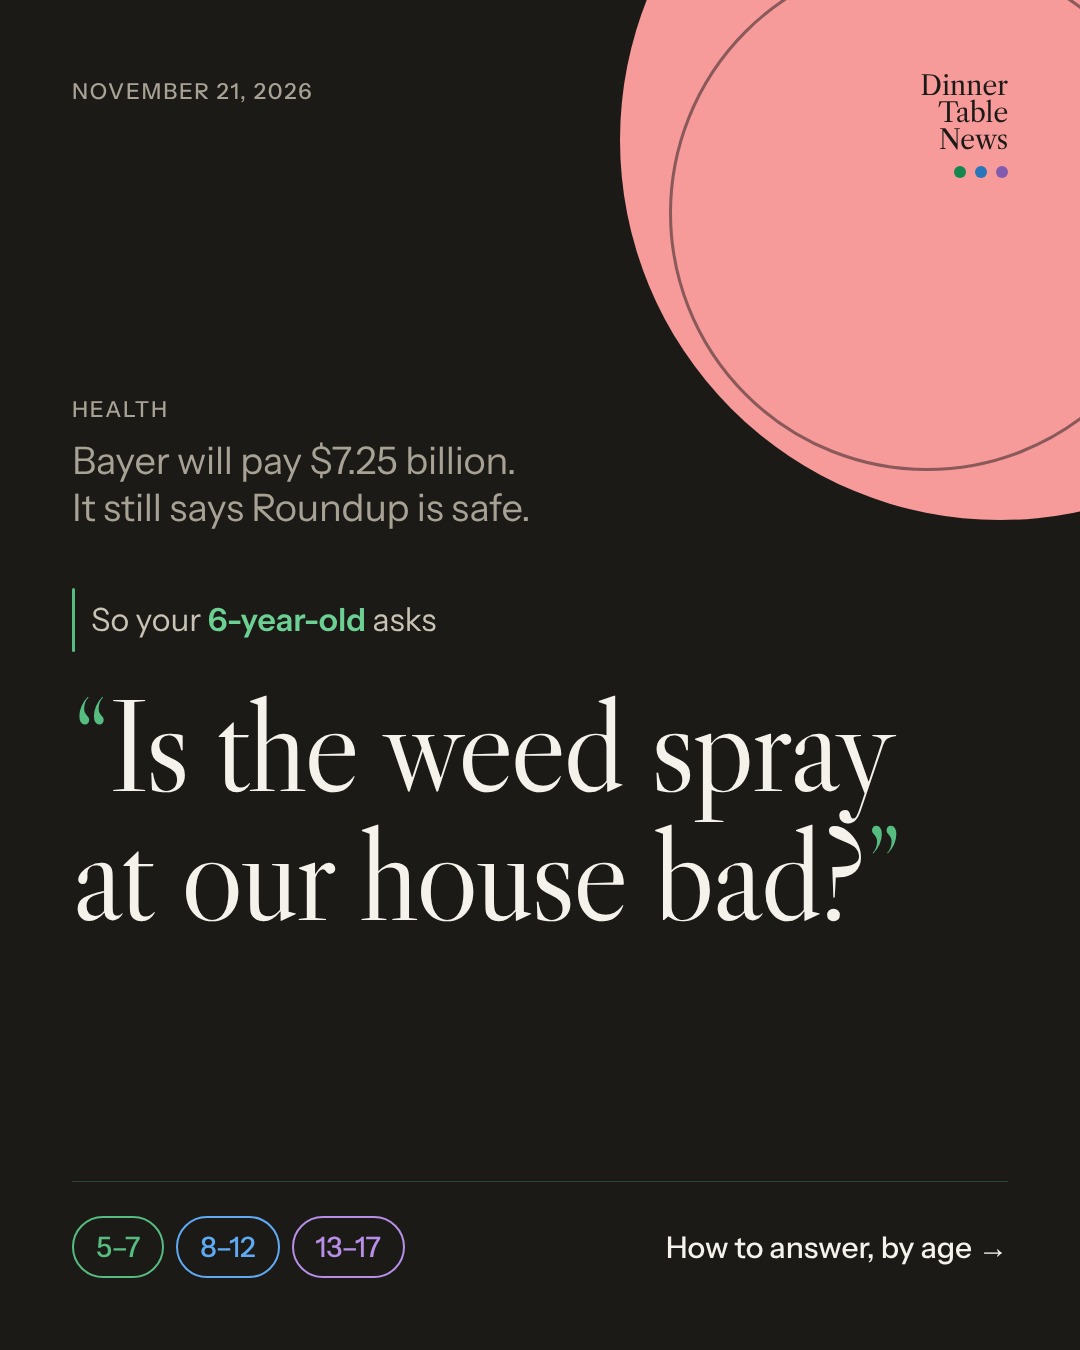 NOVEMBER 21, 2026
Dinner
Table
News
HEALTH
Bayer will pay $7.25 billion.
It still says Roundup is safe.
So your 6-year-old asks
“Is the weed spray
at our house bad?”
5–7
8–12
13–17
How to answer, by age →